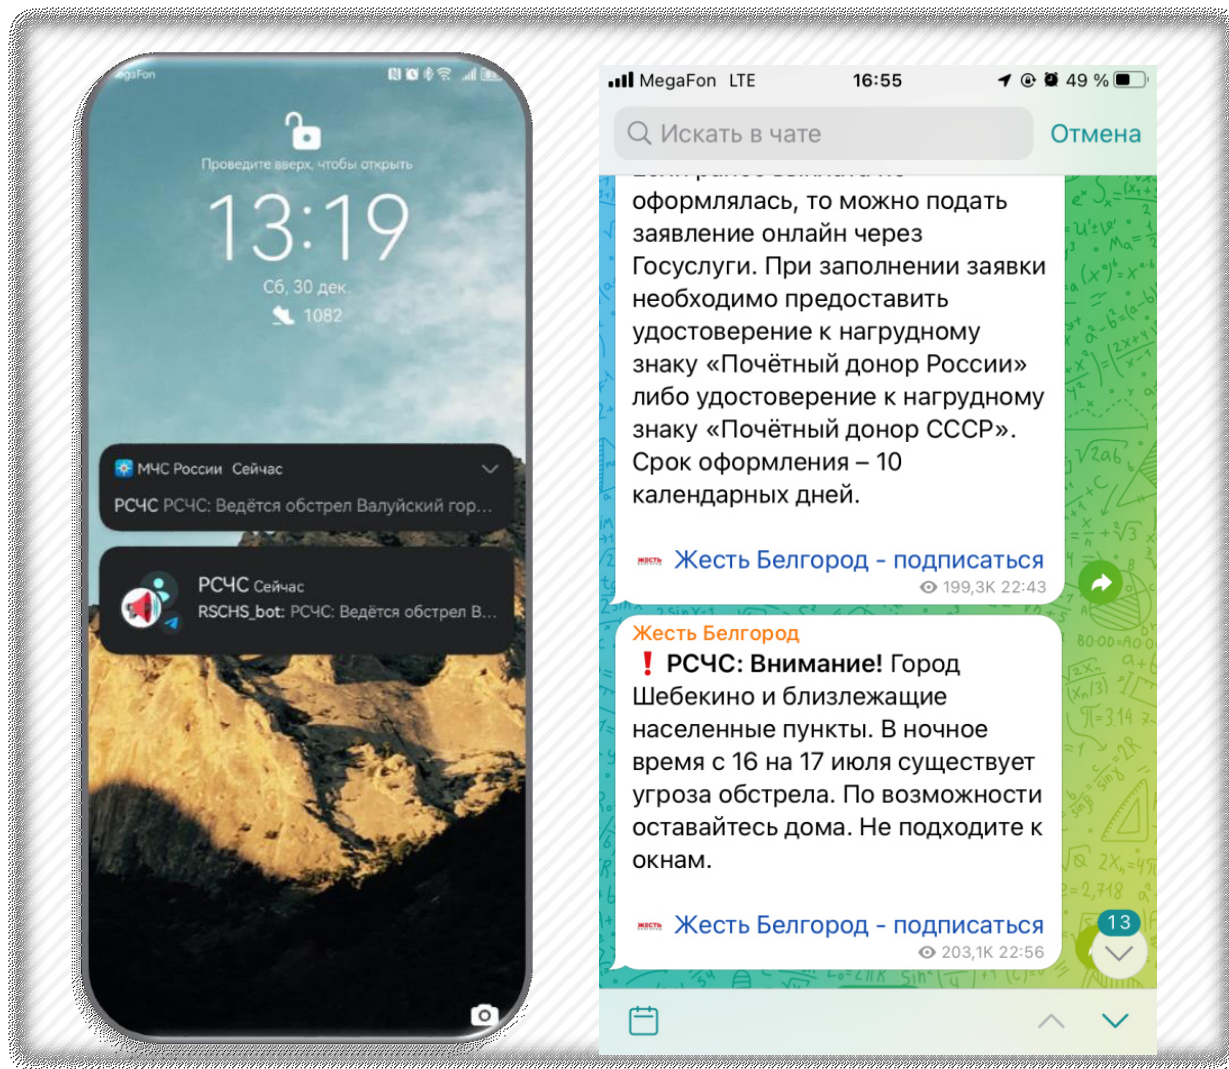 MegaFon
Проведите вверх, чтобы открыть
13:19
Сб, 30 дек.
1082
МЧС России Сейчас
РСЧС РСЧС: Ведётся обстрел Валуйский гор...
РСЧС Сейчас
RSCHS_bot: РСЧС: Ведётся обстрел В...
MegaFon LTE 16:55 49 %
Искать в чате Отмена
оформлялась, то можно подать
заявление онлайн через
Госуслуги. При заполнении заявки
необходимо предоставить
удостоверение к нагрудному
знаку «Почётный донор России»
либо удостоверение к нагрудному
знаку «Почётный донор СССР».
Срок оформления – 10
календарных дней.
ЖЕСТЬ Жесть Белгород - подписаться
199,3K 22:43
Жесть Белгород
❗ РСЧС: Внимание! Город
Шебекино и близлежащие
населенные пункты. В ночное
время с 16 на 17 июля существует
угроза обстрела. По возможности
оставайтесь дома. Не подходите к
окнам.
ЖЕСТЬ Жесть Белгород - подписаться
203,1K 22:56
13